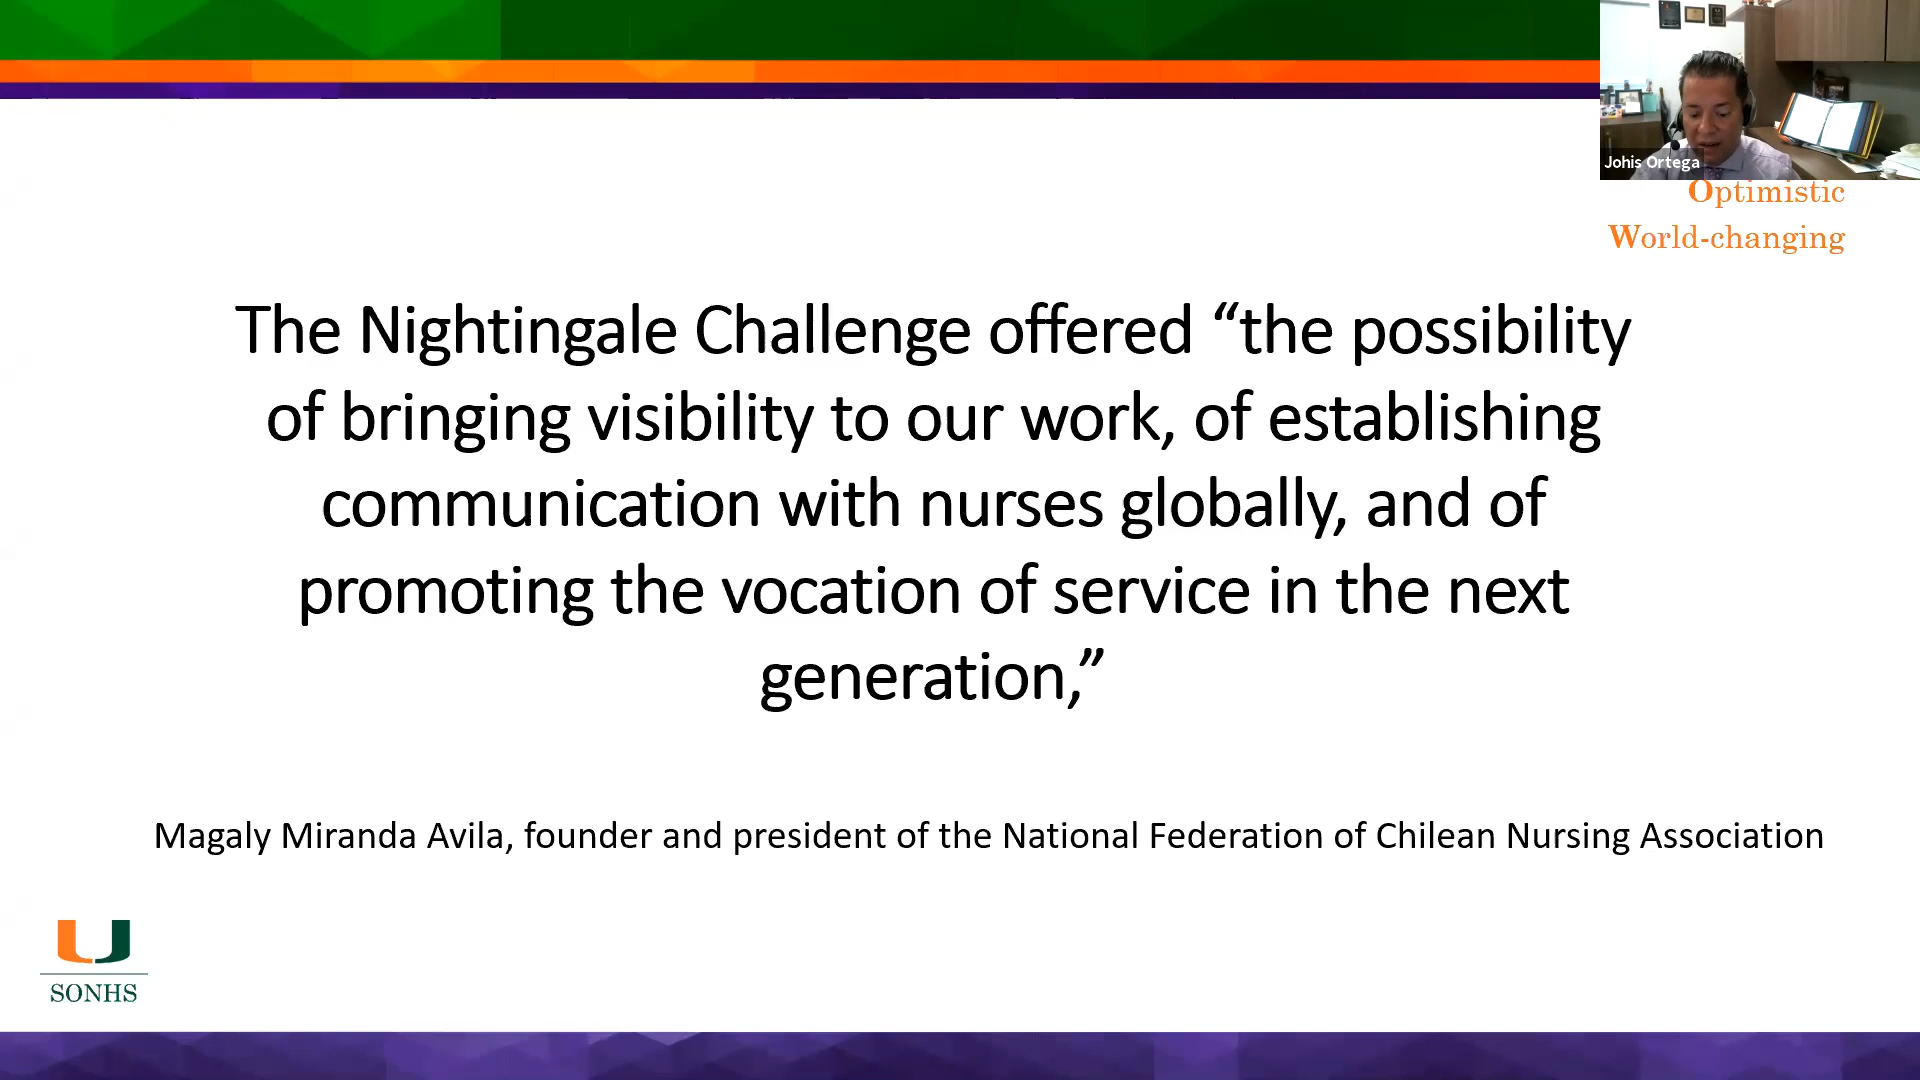 Johis Ortega
Optimistic
World-changing
The Nightingale Challenge offered “the possibility
of bringing visibility to our work, of establishing
communication with nurses globally, and of
promoting the vocation of service in the next
generation,”
Magaly Miranda Avila, founder and president of the National Federation of Chilean Nursing Association
U
SONHS